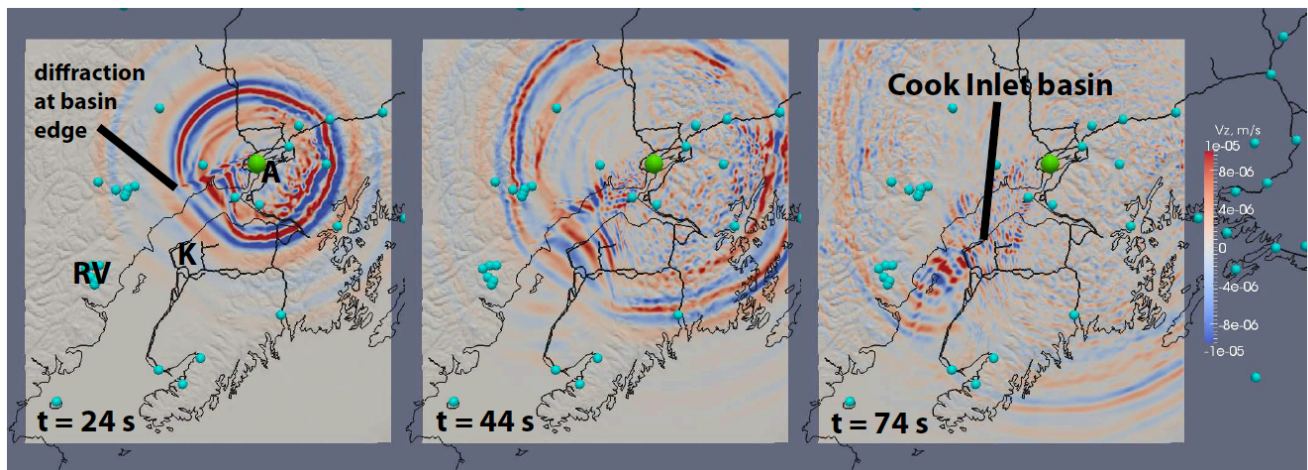 diffraction
at basin
edge
A
K
RV
t = 24 s
t = 44 s
Cook Inlet basin
t = 74 s
Vz, m/s
1e-05
8e-06
4e-06
0
-4e-06
-8e-06
-1e-05